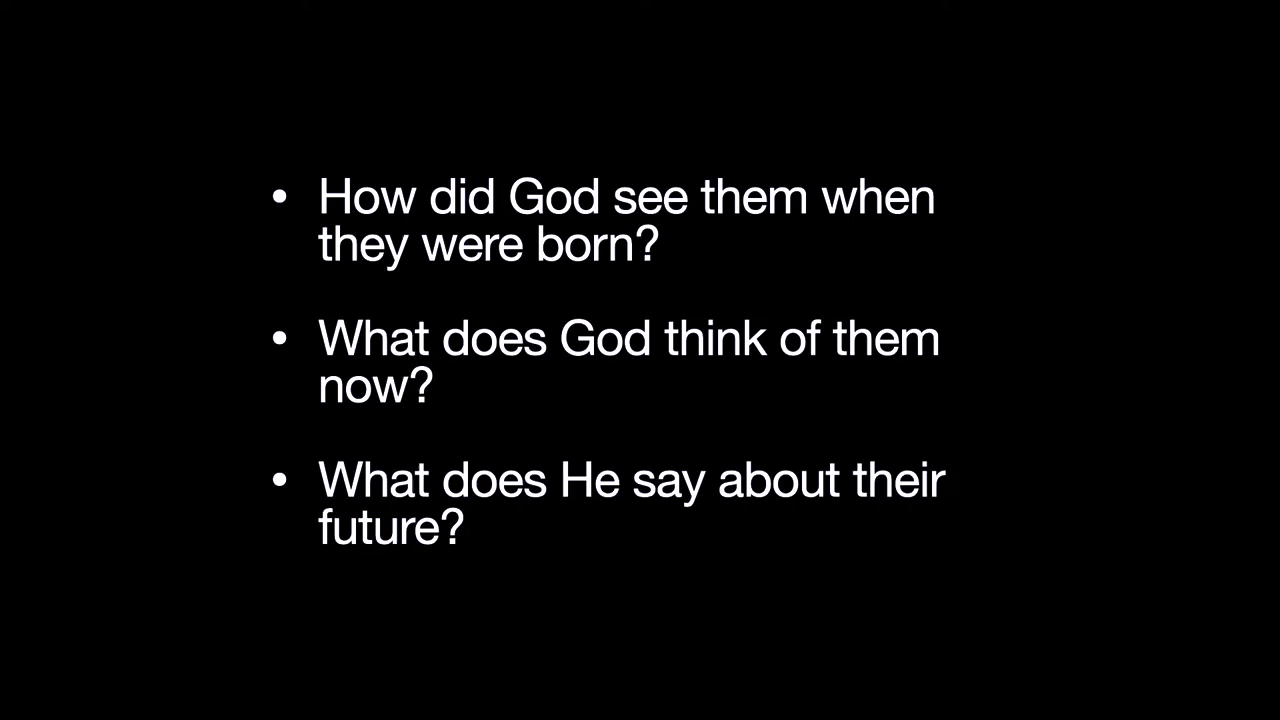 • How did God see them when
they were born?
• What does God think of them
now?
• What does He say about their
future?